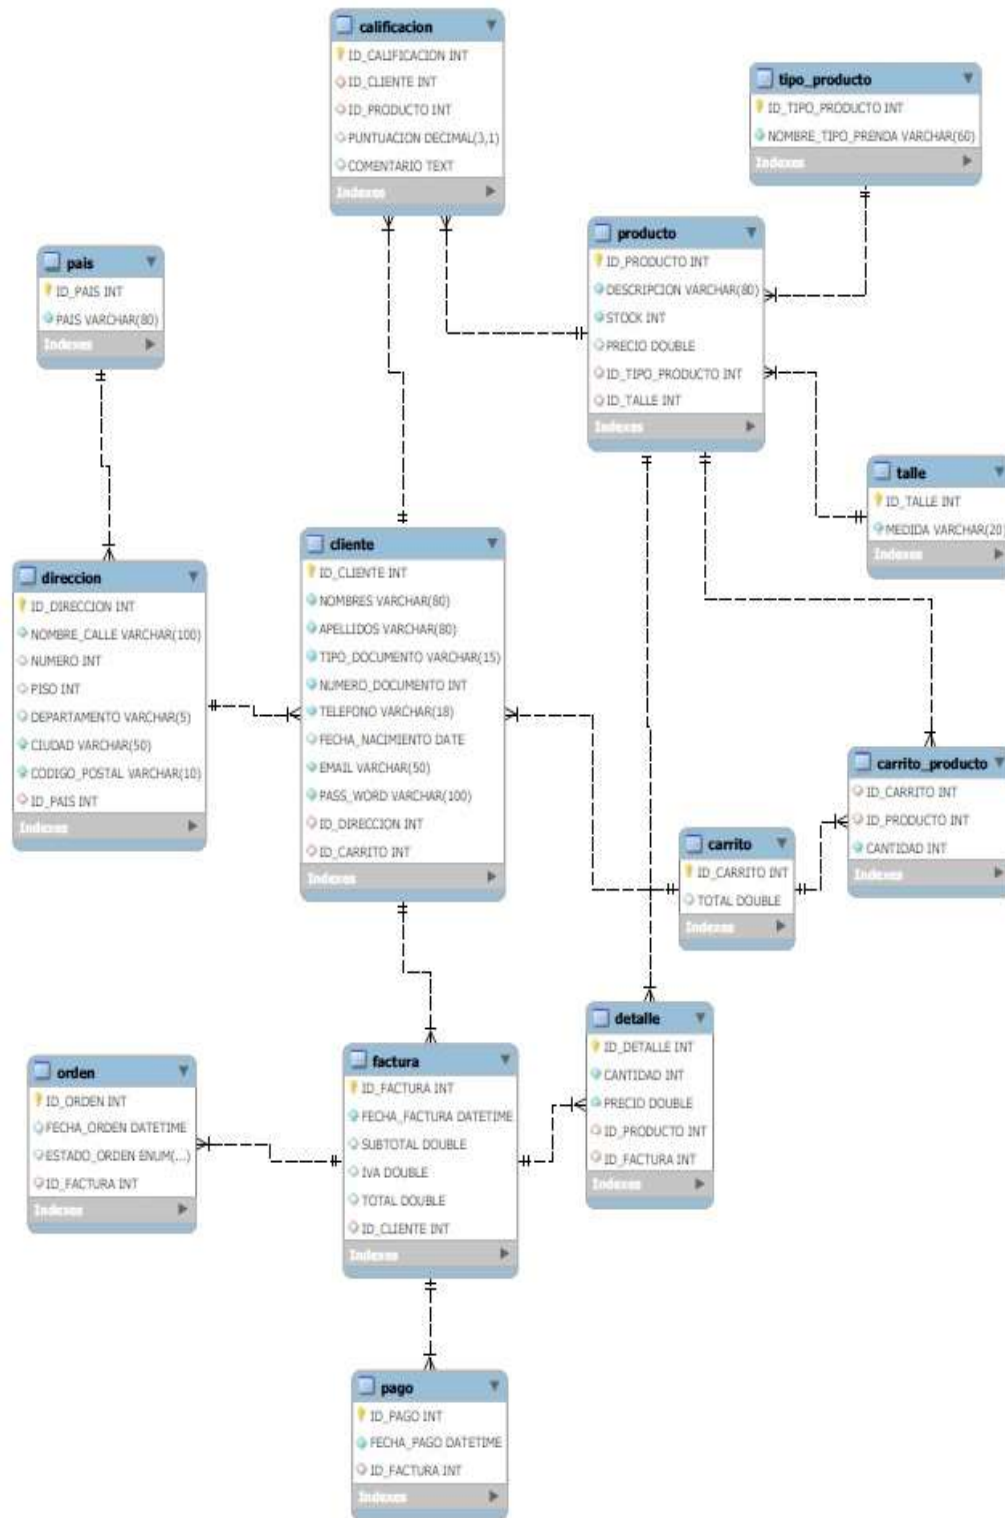 calificacion
ID_CALIFICACION INT
ID_CLIENTE INT
ID_PRODUCTO INT
PUNTUACION DECIMAL(3,1)
COMENTARIO TEXT
Indexes
tipo_producto
ID_TIPO_PRODUCTO INT
NOMBRE_TIPO_PRENDA VARCHAR(60)
Indexes
producto
ID_PRODUCTO INT
DESCRIPCION VARCHAR(80)
STOCK INT
PRECIO DOUBLE
ID_TIPO_PRODUCTO INT
ID_TALLE INT
Indexes
pais
ID_PAIS INT
PAIS VARCHAR(80)
Indexes
talle
ID_TALLE INT
MEDIDA VARCHAR(20)
Indexes
cliente
ID_CLIENTE INT
NOMBRES VARCHAR(80)
APELLIDOS VARCHAR(80)
TIPO_DOCUMENTO VARCHAR(15)
NUMERO_DOCUMENTO INT
TELEFONO VARCHAR(18)
FECHA_NACIMIENTO DATE
EMAIL VARCHAR(50)
PASS_WORD VARCHAR(100)
ID_DIRECCION INT
ID_CARRITO INT
Indexes
direccion
ID_DIRECCION INT
NOMBRE_CALLE VARCHAR(100)
NUMERO INT
PISO INT
DEPARTAMENTO VARCHAR(5)
CIUDAD VARCHAR(50)
CODIGO_POSTAL VARCHAR(10)
ID_PAIS INT
Indexes
carrito_producto
ID_CARRITO INT
ID_PRODUCTO INT
CANTIDAD INT
Indexes
carrito
ID_CARRITO INT
TOTAL DOUBLE
Indexes
detalle
ID_DETALLE INT
CANTIDAD INT
PRECIO DOUBLE
ID_PRODUCTO INT
ID_FACTURA INT
Indexes
factura
ID_FACTURA INT
FECHA_FACTURA DATETIME
SUBTOTAL DOUBLE
IVA DOUBLE
TOTAL DOUBLE
ID_CLIENTE INT
Indexes
orden
ID_ORDEN INT
FECHA_ORDEN DATETIME
ESTADO_ORDEN ENUM(...)
ID_FACTURA INT
Indexes
pago
ID_PAGO INT
FECHA_PAGO DATETIME
ID_FACTURA INT
Indexes